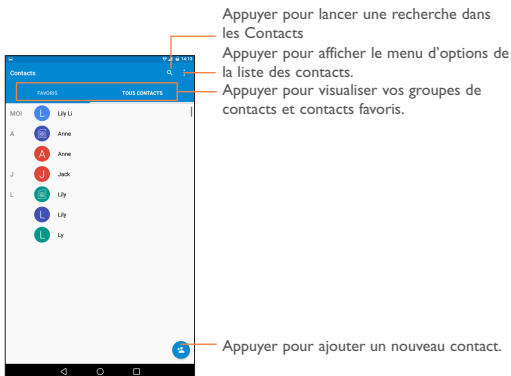 Appuyer pour lancer une recherche dans
les Contacts
Appuyer pour afficher le menu d'options de
la liste des contacts.
Appuyer pour visualiser vos groupes de
contacts et contacts favoris.
14:13
Contacts
FAVORIS TOUS CONTACTS
MOI L Lily Li
A Anne
A Anne
J J Jack
L Lily
L Lily
L Ly
Appuyer pour ajouter un nouveau contact.